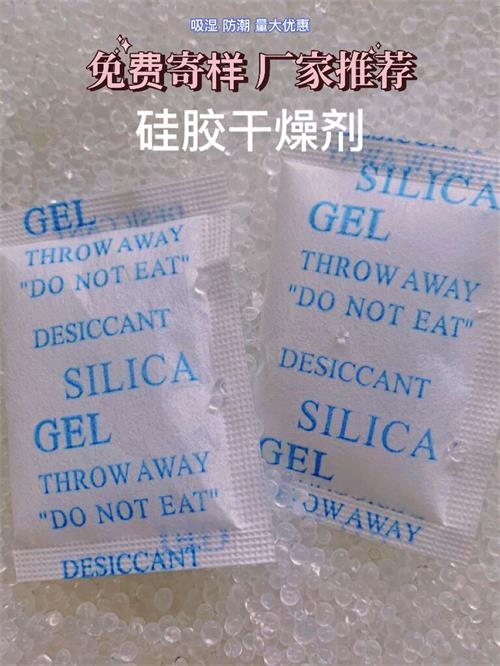 吸湿 防潮 量大优惠
免费寄样 厂家推荐
硅胶干燥剂
GEL
THROW AWAY
"DO NOT EAT"
DESICCANT
SILICA
GEL
THROW AWAY
"DO NOT EAT"
DESICCANT
SILICA
GEL
THROW AWAY
"DO NOT EAT"
DESICCANT
SILICA
GEL
THROW AWAY